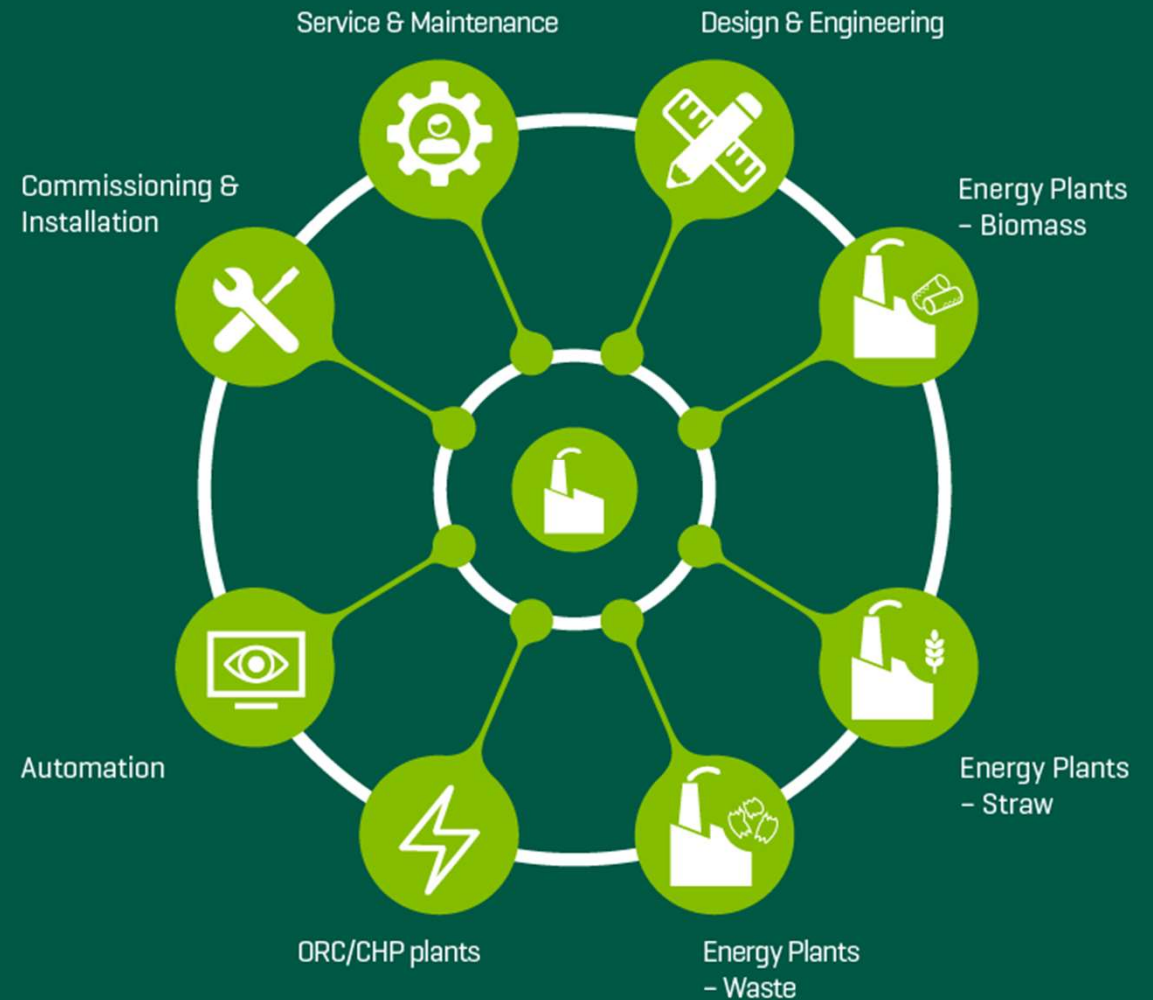 Service & Maintenance
Design & Engineering
Commissioning &
Installation
Energy Plants
– Biomass
Automation
Energy Plants
– Straw
ORC/CHP plants
Energy Plants
– Waste